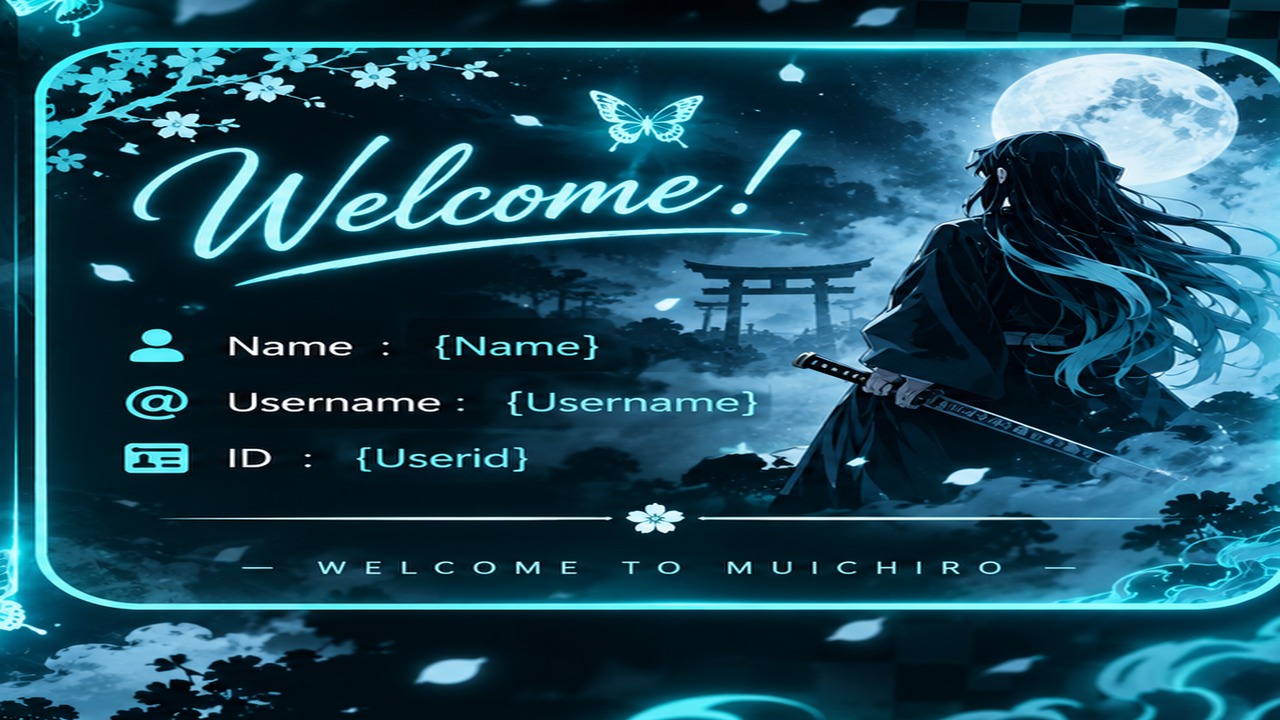 Welcome!
Name : {Name}
@ Username : {Username}
ID : {Userid}
— WELCOME TO MUICHIRO —